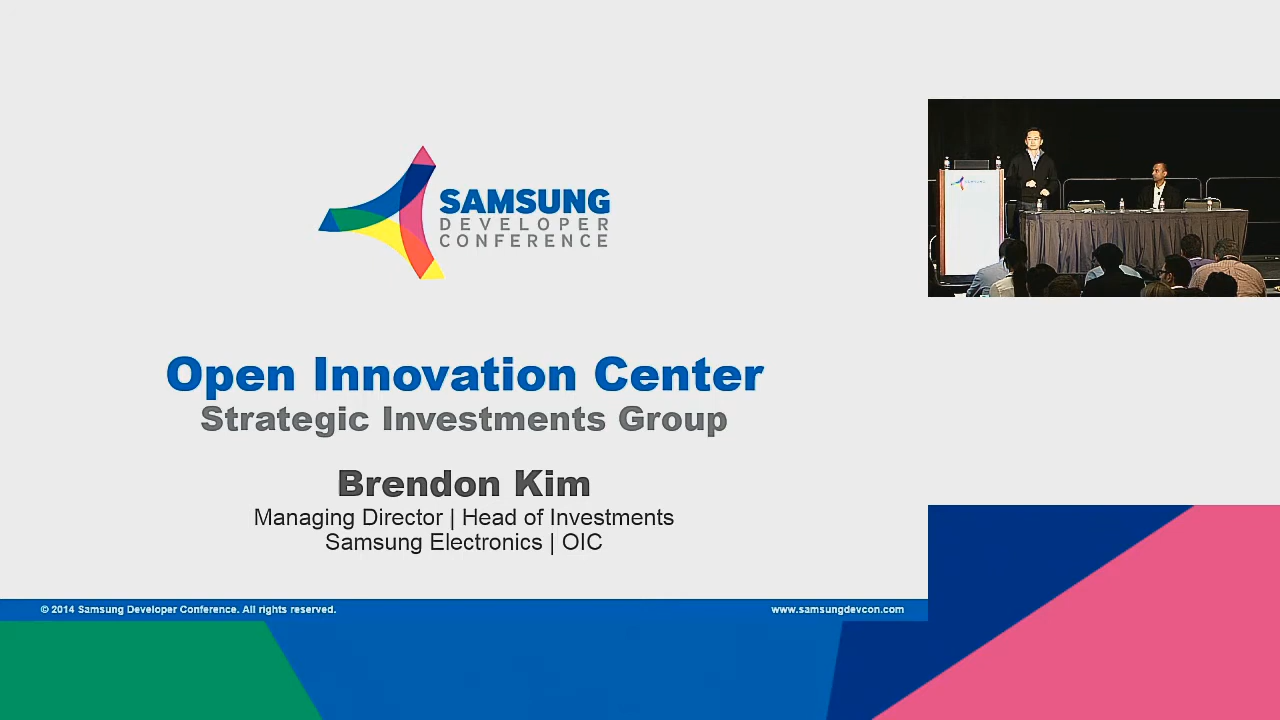 SAMSUNG
DEVELOPER
CONFERENCE
Open Innovation Center
Strategic Investments Group
Brendon Kim
Managing Director | Head of Investments
Samsung Electronics | OIC
© 2014 Samsung Developer Conference. All rights reserved.
www.samsungdevcon.com